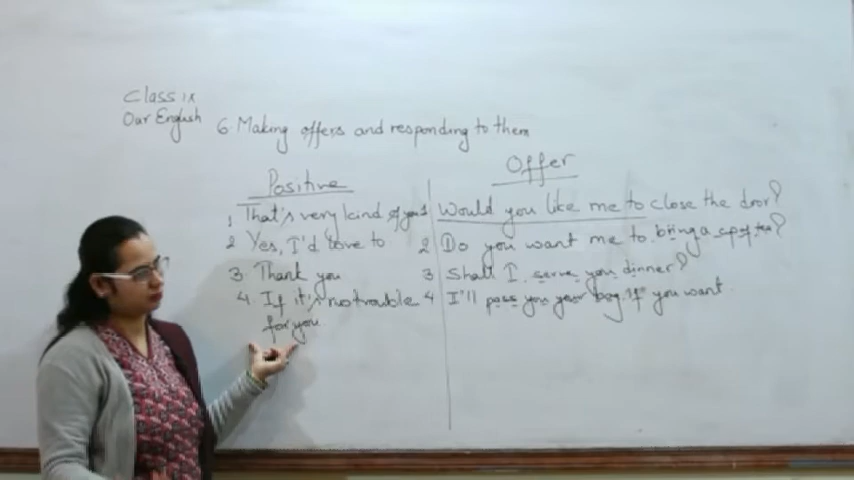 Class ix
Our English
6. Making offers and responding to them
Positive
Offer
1 That's very kind of you
1 Would you like me to close the door?
2 Yes, I'd love to
2 Do you want me to bring a cup of tea?
3. Thank you
3 Shall I serve you dinner?
4. If it's no trouble
for you
4 I'll pass you your bag if you want